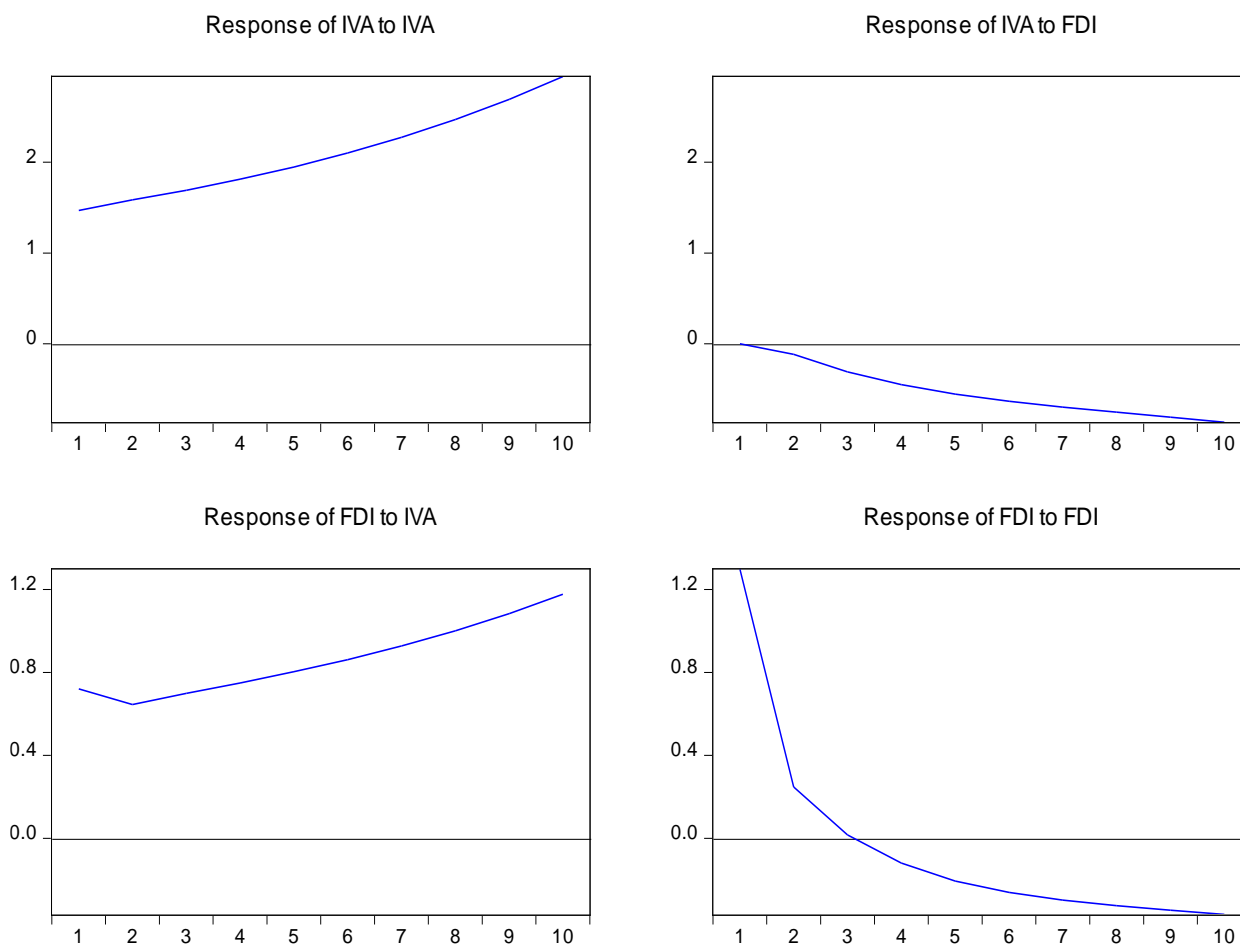 Response of IVA to IVA
Response of IVA to FDI
2
1
0
1 2 3 4 5 6 7 8 9 10
2
1
0
1 2 3 4 5 6 7 8 9 10
Response of FDI to IVA
Response of FDI to FDI
1.2
0.8
0.4
0.0
1 2 3 4 5 6 7 8 9 10
1.2
0.8
0.4
0.0
1 2 3 4 5 6 7 8 9 10